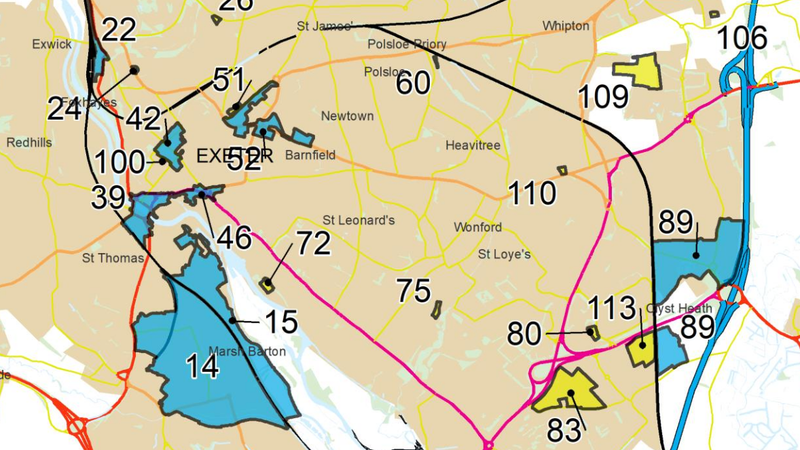 26
22
St James'
Whipton
106
Exwick
Polsloe Priory
51
Polsloe
60
109
24
Foxhayes
42
Newtown
Redhills
Heavitree
100
EXETER
52
Barnfield
39
110
46
St Leonard's
Wonford
89
72
St Thomas
St Loye's
75
113
Clyst Heath
15
80
89
Marsh Barton
14
83